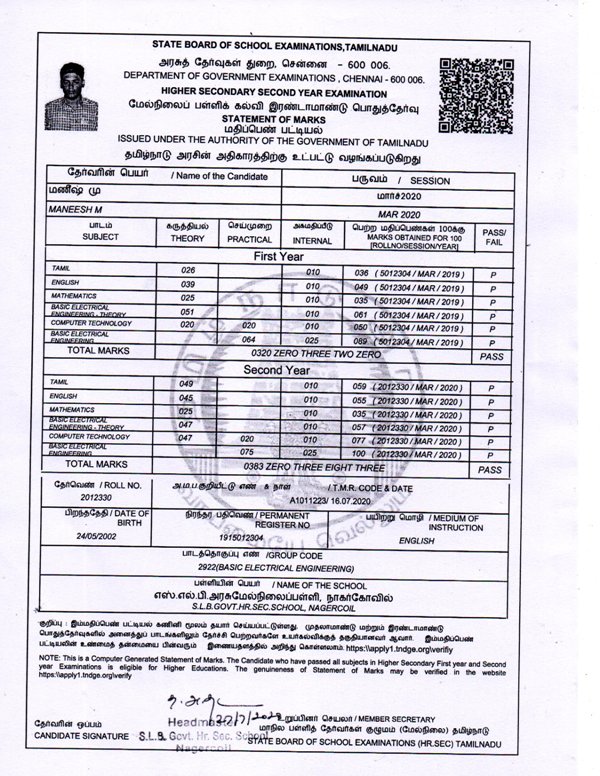 STATE BOARD OF SCHOOL EXAMINATIONS,TAMILNADU
அரசுத் தேர்வுகள் துறை, சென்னை - 600 006.
DEPARTMENT OF GOVERNMENT EXAMINATIONS , CHENNAI - 600 006.
HIGHER SECONDARY SECOND YEAR EXAMINATION
மேல்நிலைப் பள்ளிக் கல்வி இரண்டாமாண்டு பொதுத்தேர்வு
STATEMENT OF MARKS
மதிப்பெண் பட்டியல்
ISSUED UNDER THE AUTHORITY OF THE GOVERNMENT OF TAMILNADU
தமிழ்நாடு அரசின் அதிகாரத்திற்கு உட்பட்டு வழங்கப்படுகிறது
தேர்வரின் பெயர் / Name of the Candidate பருவம் / SESSION
மனீஷ மு மார்ச்2020
MANEESH M MAR 2020
பாடம் கருத்தியல் செய்முறை அகமதிப்பீடு பெற்ற மதிப்பெண்கள் 100க்கு PASS/
SUBJECT THEORY PRACTICAL INTERNAL MARKS OBTAINED FOR 100 FAIL
[ROLLNO/SESSION/YEAR]
First Year
TAMIL 026 010 036 ( 5012304 / MAR / 2019 ) P
ENGLISH 039 010 049 ( 5012304 / MAR / 2019 ) P
MATHEMATICS 025 010 035 ( 5012304 / MAR / 2019 ) P
BASIC ELECTRICAL ENGINEERING - THEORY 051 010 061 ( 5012304 / MAR / 2019 ) P
COMPUTER TECHNOLOGY 020 020 010 050 ( 5012304 / MAR / 2019 ) P
BASIC ELECTRICAL ENGINEERING 064 025 089 ( 5012304 / MAR / 2019 ) P
TOTAL MARKS 0320 ZERO THREE TWO ZERO PASS
Second Year
TAMIL 049 010 059 ( 2012330 / MAR / 2020 ) P
ENGLISH 045 010 055 ( 2012330 / MAR / 2020 ) P
MATHEMATICS 025 010 035 ( 2012330 / MAR / 2020 ) P
BASIC ELECTRICAL ENGINEERING - THEORY 047 010 057 ( 2012330 / MAR / 2020 ) P
COMPUTER TECHNOLOGY 047 020 010 077 ( 2012330 / MAR / 2020 ) P
BASIC ELECTRICAL ENGINEERING 075 025 100 ( 2012330 / MAR / 2020 ) P
TOTAL MARKS 0383 ZERO THREE EIGHT THREE PASS
தேர்வெண் / ROLL NO. அ.ம.ப.குறியீட்டு எண் & நாள் / T.M.R. CODE & DATE
2012330 A1011223/ 16.07.2020
பிறந்ததேதி / DATE OF BIRTH நிரந்தர பதிவெண் / PERMANENT REGISTER NO பயிற்று மொழி / MEDIUM OF INSTRUCTION
24/05/2002 1915012304 ENGLISH
பாடத்தொகுப்பு எண் /GROUP CODE
2922(BASIC ELECTRICAL ENGINEERING)
பள்ளியின் பெயர் / NAME OF THE SCHOOL
எஸ்.எல்.பி.அரசுமேல்நிலைப்பள்ளி, நாகர்கோவில்
S.L.B.GOVT.HR.SEC.SCHOOL, NAGERCOIL
குறிப்பு : இம்மதிப்பெண் பட்டியல் கணினி மூலம் தயார் செய்யப்பட்டுள்ளது. முதலாமாண்டு மற்றும் இரண்டாமாண்டு
பொதுத்தேர்வுகளில் அனைத்துப் பாடங்களிலும் தேர்ச்சி பெற்றவர்களே உயர்கல்விக்குத் தகுதியானவர் ஆவார். இம்மதிப்பெண்
பட்டியலின் உண்மைத் தன்மையை பின்வரும் இணையதளத்தில் அறிந்து கொள்ளலாம். https:\\apply1.tndge.org\verifiy
NOTE: This is a Computer Generated Statement of Marks. The Candidate who have passed all subjects in Higher Secondary First year and Second
year Examinations is eligible for Higher Educations. The genuineness of Statement of Marks may be verified in the website
https:\\apply1.tndge.org\verify
தேர்வரின் ஒப்பம் Headmaster உறுப்பினர் செயலர் / MEMBER SECRETARY
CANDIDATE SIGNATURE S.L.B. Govt. Hr. Sec. School மாநில பள்ளித் தேர்வுகள் குழுமம் (மேல்நிலை) தமிழ்நாடு
Nagercoil STATE BOARD OF SCHOOL EXAMINATIONS (HR.SEC) TAMILNADU